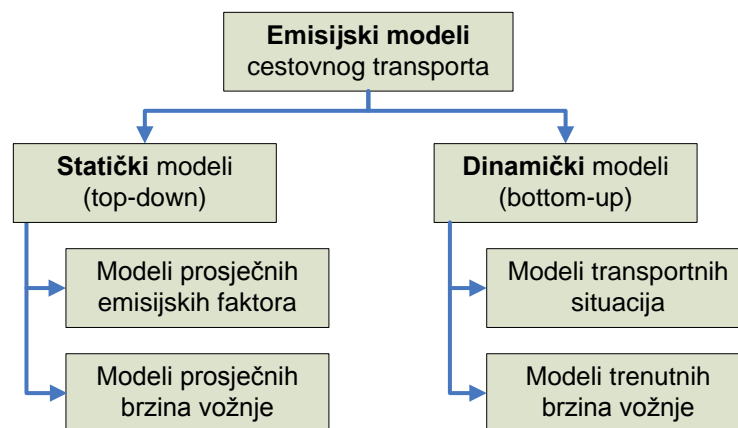 Emisijski modeli
cestovnog transporta
Statički modeli
(top-down)
Dinamički modeli
(bottom-up)
Modeli prosječnih
emisijskih faktora
Modeli transportnih
situacija
Modeli prosječnih
brzina vožnje
Modeli trenutnih
brzina vožnje